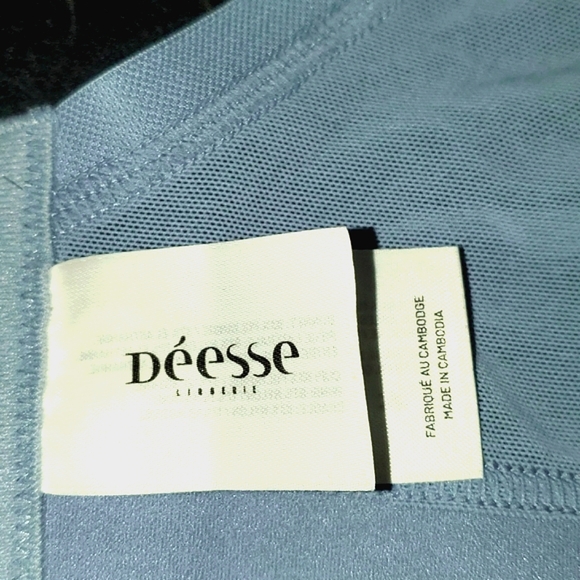 Déesse
LINGERIE
FABRIQUÉ AU CAMBODGE
MADE IN CAMBODIA